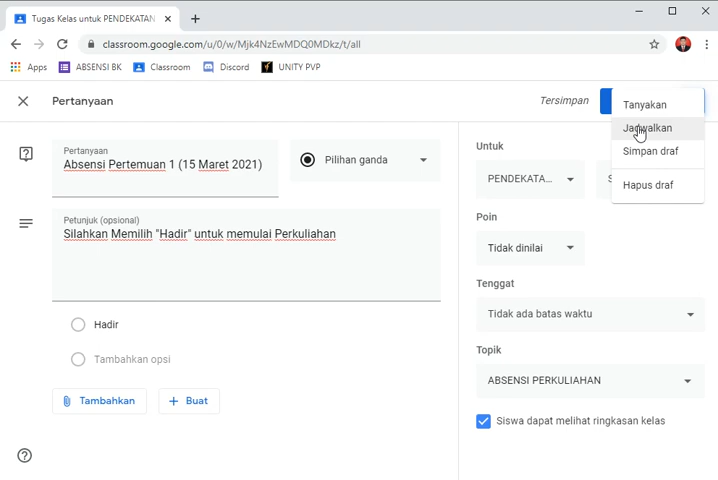 Tugas Kelas untuk PENDEKATAN
classroom.google.com/u/0/w/Mjk4NzEwMDQ0MDkz/t/all
Apps
ABSENSI BK
Classroom
Discord
UNITY PVP
Pertanyaan
Tersimpan
Tanyakan
Jadwalkan
Simpan draf
Hapus draf
Pertanyaan
Absensi Pertemuan 1 (15 Maret 2021)
Pilihan ganda
Petunjuk (opsional)
Silahkan Memilih "Hadir" untuk memulai Perkuliahan
Hadir
Tambahkan opsi
Tambahkan
Buat
Untuk
PENDEKATA...
Poin
Tidak dinilai
Tenggat
Tidak ada batas waktu
Topik
ABSENSI PERKULIAHAN
Siswa dapat melihat ringkasan kelas